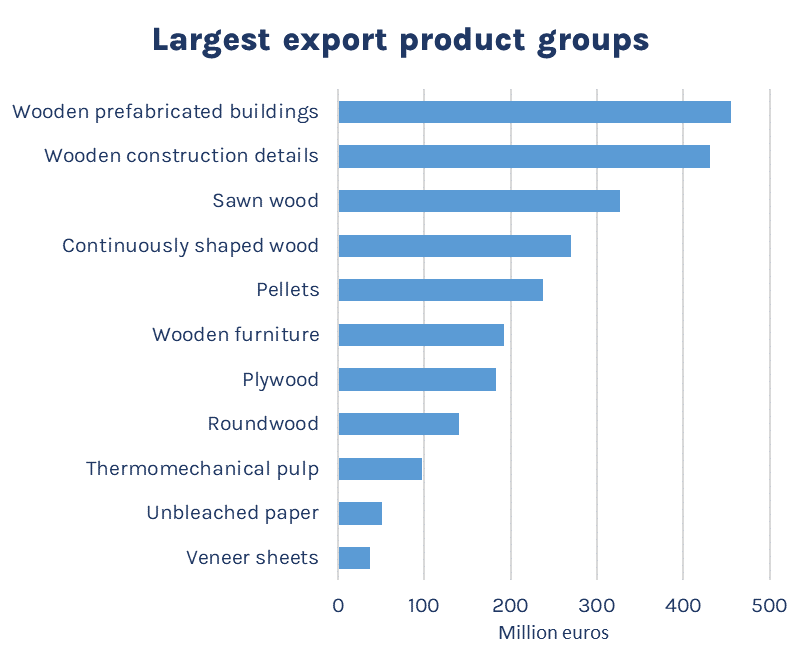 Largest export product groups
Wooden prefabricated buildings
Wooden construction details
Sawn wood
Continuously shaped wood
Pellets
Wooden furniture
Plywood
Roundwood
Thermomechanical pulp
Unbleached paper
Veneer sheets
0 100 200 300 400 500
Million euros